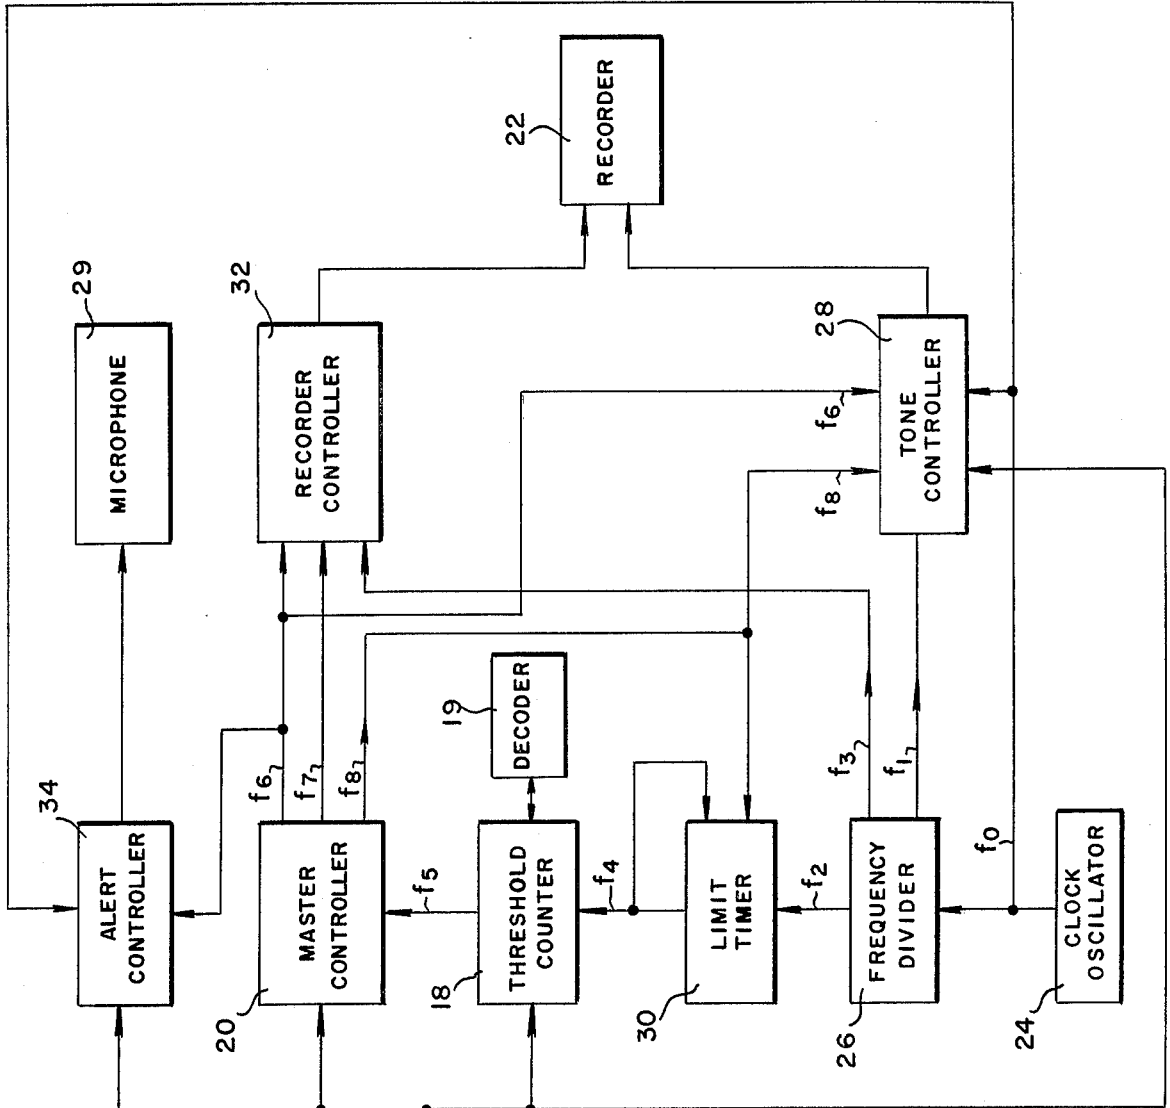 29
MICROPHONE
34
ALERT
CONTROLLER
32
RECORDER
CONTROLLER
20
MASTER
CONTROLLER
f6
f7
f8
22
RECORDER
19
DECODER
18
THRESHOLD
COUNTER
f5
f4
30
LIMIT
TIMER
f2
28
TONE
CONTROLLER
f6
f8
26
FREQUENCY
DIVIDER
f3
f1
24
CLOCK
OSCILLATOR
f0